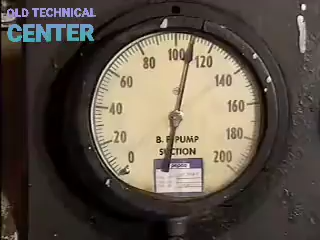 OLD TECHNICAL
CENTER
0
20
40
60
80
100
120
140
160
180
200
B. F. PUMP
SUCTION